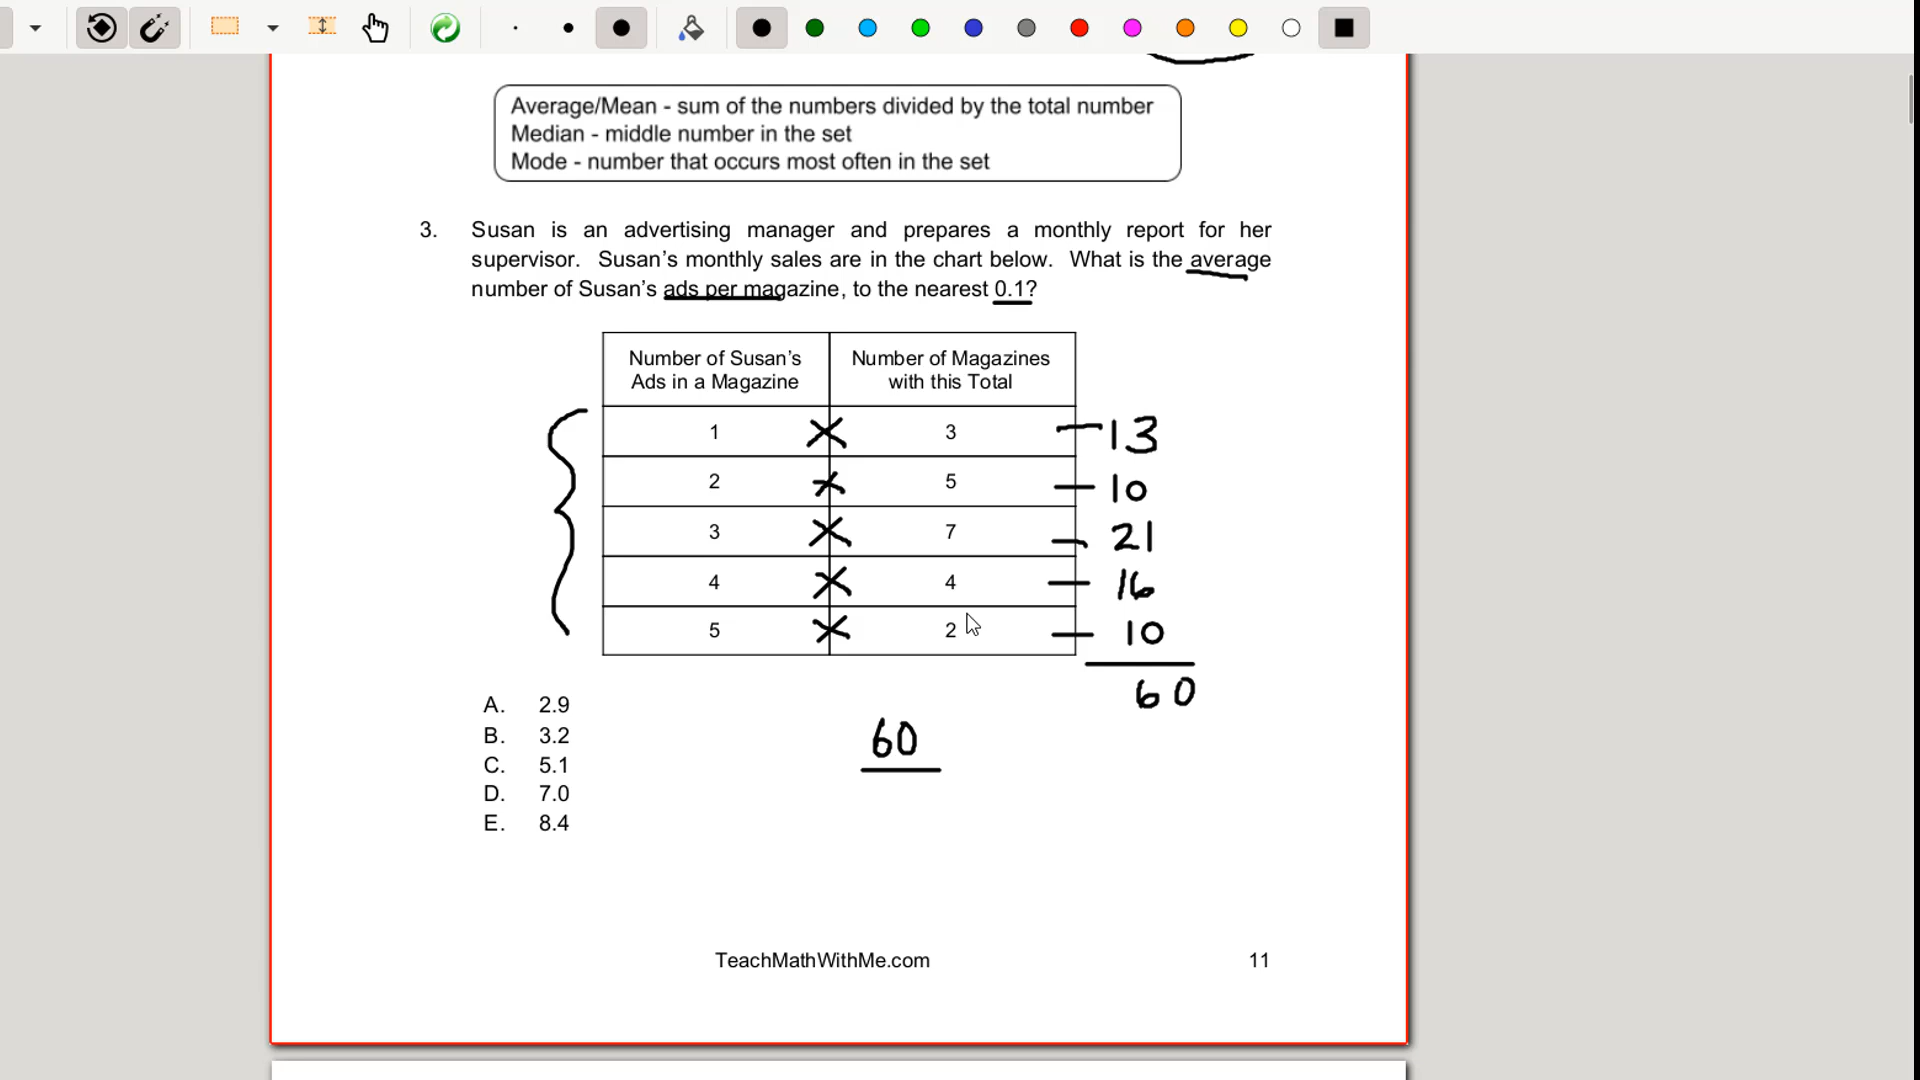 Average/Mean - sum of the numbers divided by the total number
Median - middle number in the set
Mode - number that occurs most often in the set
3. Susan is an advertising manager and prepares a monthly report for her
supervisor. Susan's monthly sales are in the chart below. What is the average
number of Susan's ads per magazine, to the nearest 0.1?
Number of Susan's Ads in a Magazine
Number of Magazines with this Total
1 × 3 — 13
2 × 5 — 10
3 × 7 — 21
4 × 4 — 16
5 × 2 — 10
60
A. 2.9
B. 3.2
C. 5.1
D. 7.0
E. 8.4
60
TeachMathWithMe.com 11